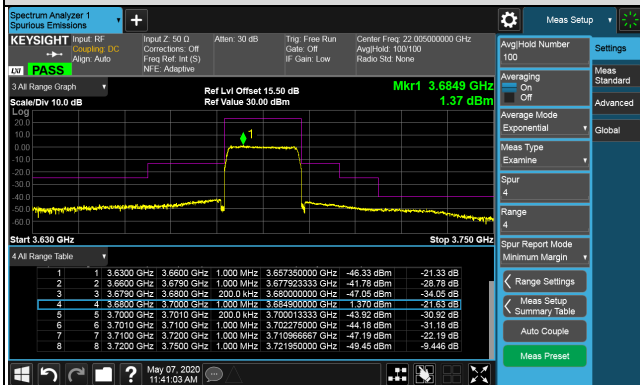 Spectrum Analyzer 1
Spurious Emissions
Meas Setup
KEYSIGHT
Input: RF
Coupling: DC
Align: Auto
Input Z: 50 Ω
Corrections: Off
Freq Ref: Int (S)
NFE: Adaptive
Atten: 30 dB
Trig: Free Run
Gate: Off
IF Gain: Low
Center Freq: 22.005000000 GHz
Avg|Hold: 100/100
Radio Std: None
LXI
PASS
3 All Range Graph
Scale/Div 10.0 dB
Ref Lvl Offset 15.50 dB
Ref Value 30.00 dBm
Mkr1 3.6849 GHz
1.37 dBm
Log
20.0
10.0
0.00
-10.0
-20.0
-30.0
-40.0
-50.0
-60.0
1
Start 3.630 GHz
Stop 3.750 GHz
4 All Range Table
1 1 3.6300 GHz 3.6600 GHz 1.000 MHz 3.657350000 GHz -46.33 dBm -21.33 dB
2 2 3.6600 GHz 3.6790 GHz 1.000 MHz 3.677923333 GHz -41.78 dBm -28.78 dB
3 3 3.6790 GHz 3.6800 GHz 200.0 kHz 3.680000000 GHz -47.05 dBm -34.05 dB
4 4 3.6800 GHz 3.7000 GHz 1.000 MHz 3.684900000 GHz 1.370 dBm -21.63 dB
5 5 3.7000 GHz 3.7010 GHz 200.0 kHz 3.700013333 GHz -43.92 dBm -30.92 dB
6 6 3.7010 GHz 3.7100 GHz 1.000 MHz 3.702275000 GHz -44.18 dBm -31.18 dB
7 7 3.7100 GHz 3.7200 GHz 1.000 MHz 3.710966667 GHz -47.19 dBm -22.19 dB
8 8 3.7200 GHz 3.7500 GHz 1.000 MHz 3.721950000 GHz -49.45 dBm -9.446 dB
May 07, 2020
11:41:03 AM
?
Avg|Hold Number
100
Averaging
On
Off
Average Mode
Exponential
Meas Type
Examine
Spur
4
Range
4
Spur Report Mode
Minimum Margin
Range Settings
Meas Setup
Summary Table
Auto Couple
Meas Preset
Settings
Meas
Standard
Advanced
Global